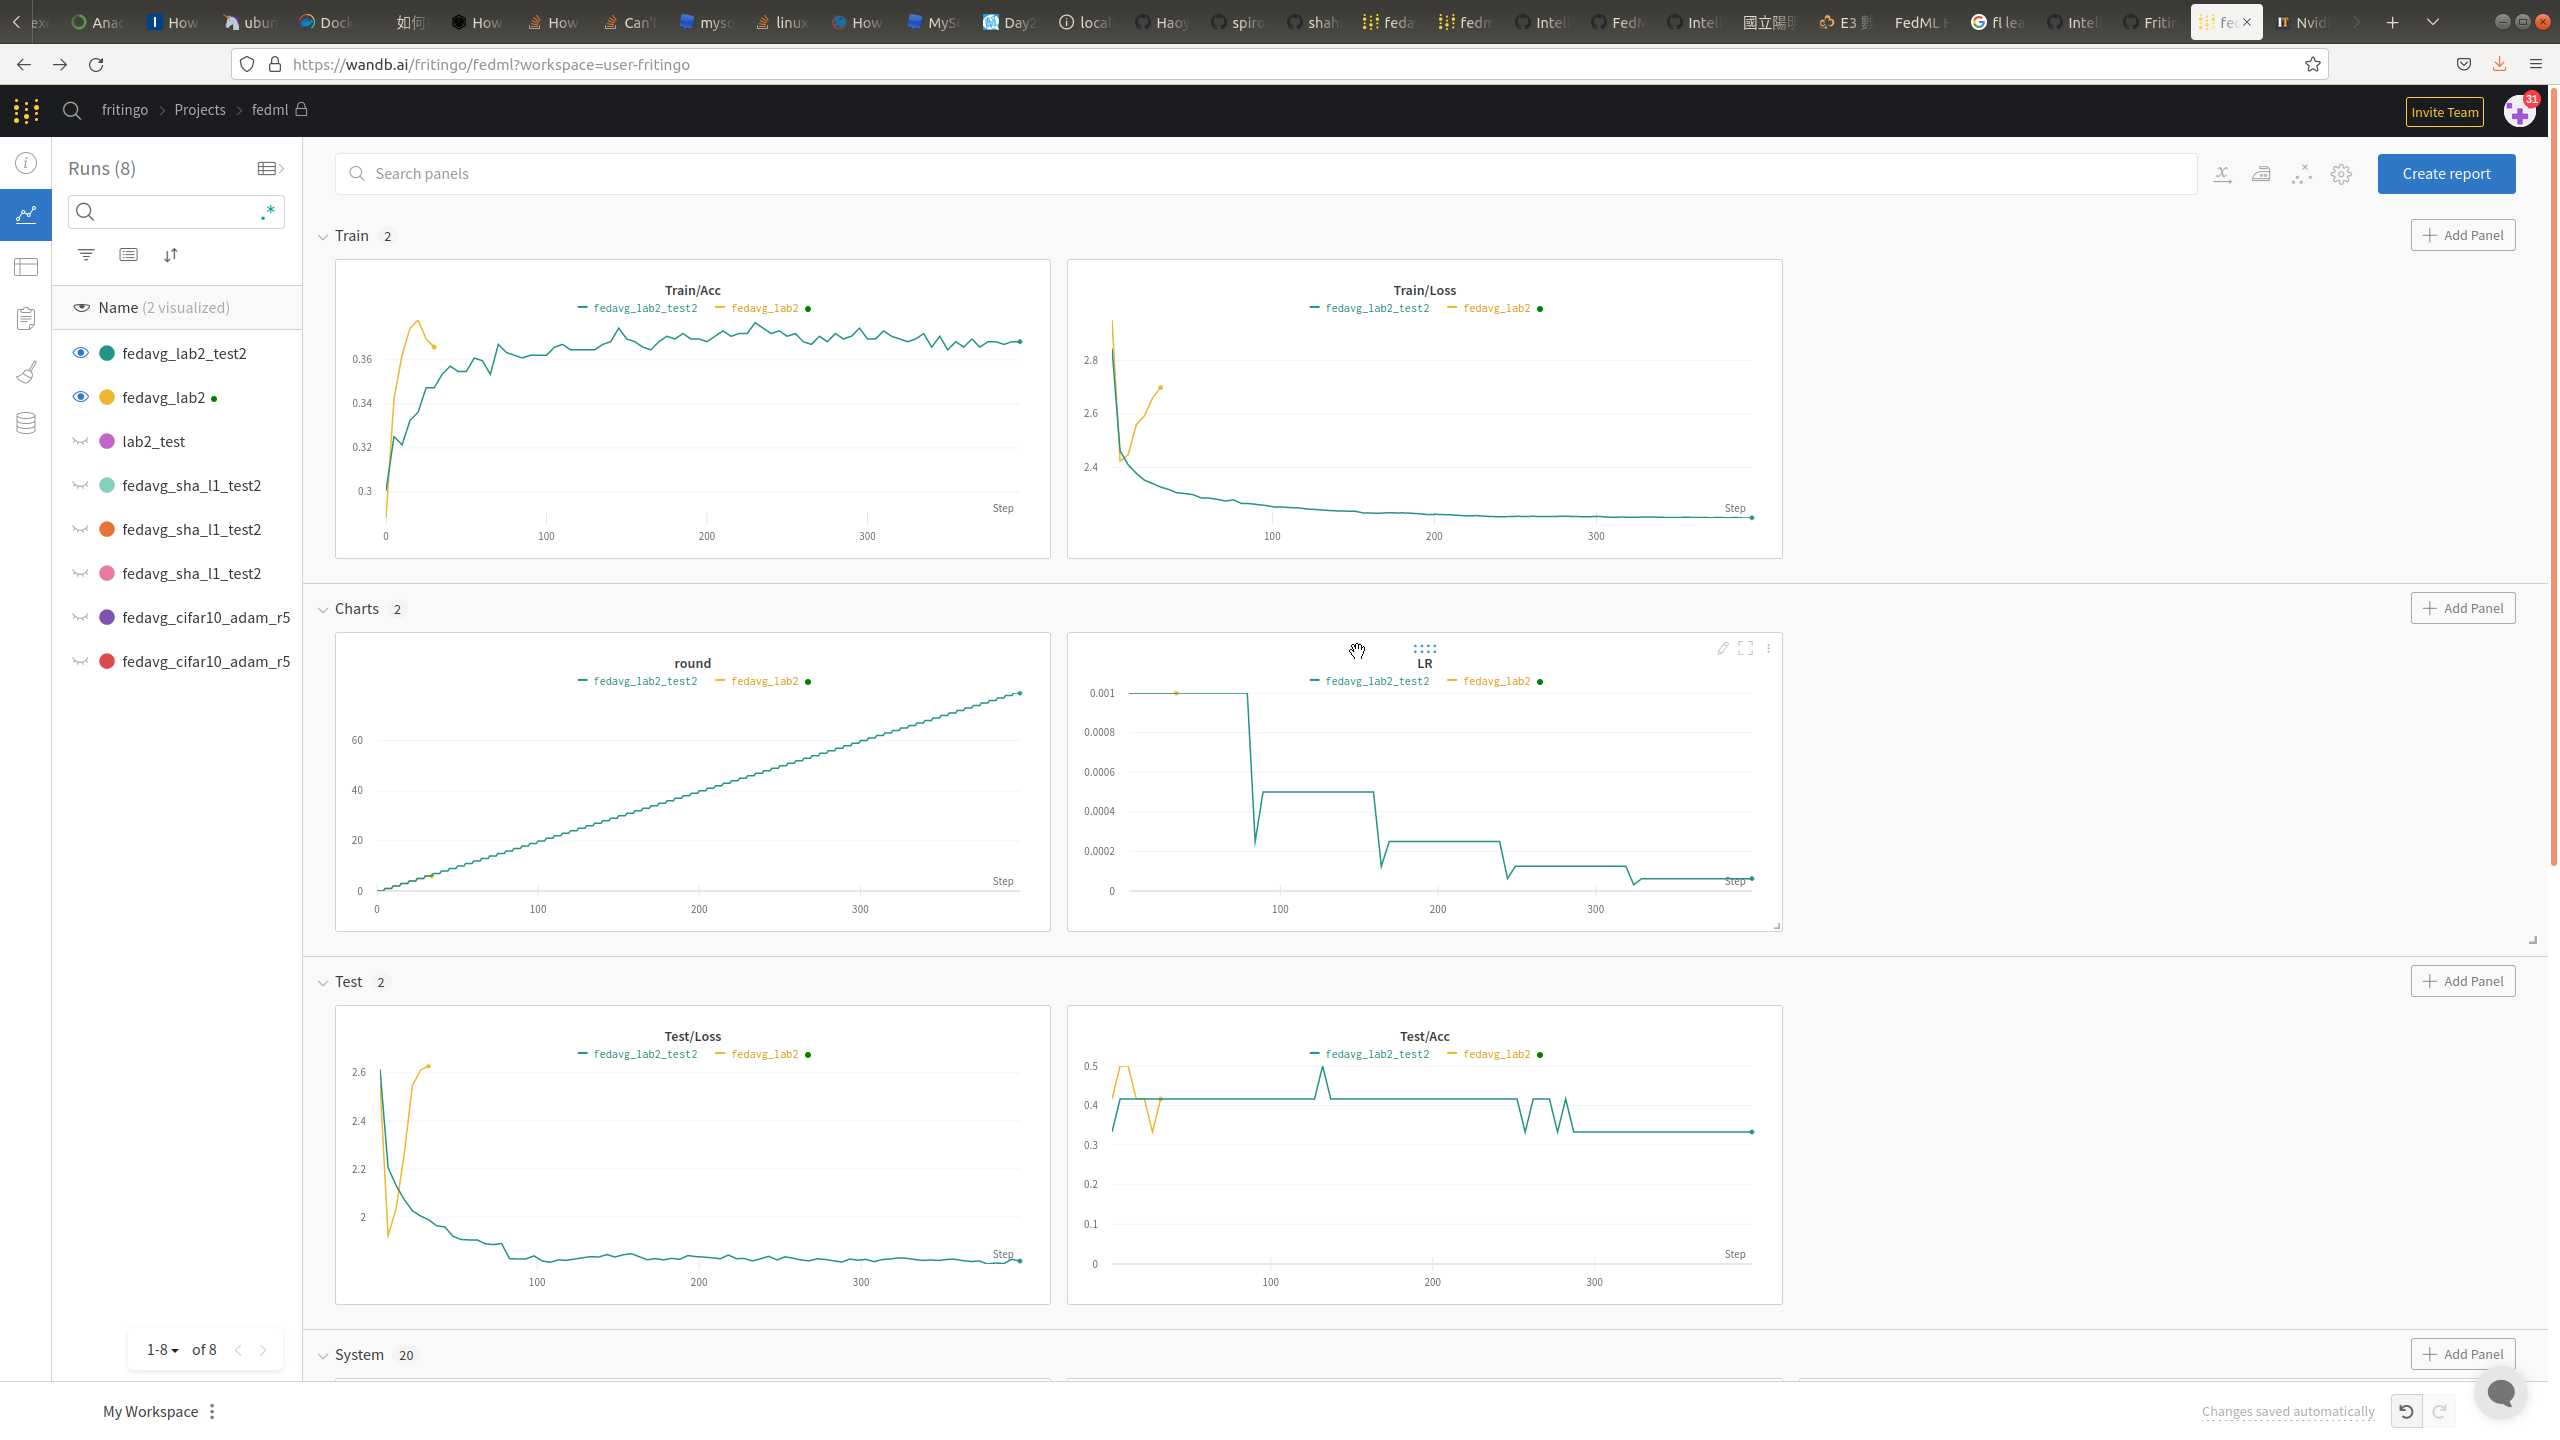 Anac
How
ubun
Dock
如何
How
How
Can'
mysc
linux
How
MyS
Day2
loca
Haoy
spiro
shah
feda
fedm
Intel
FedN
Intel
E3
FedML
fl lea
Intel
Fritin
fed
Nvid
https://wandb.ai/fritingo/fedml?workspace=user-fritingo
fritingo > Projects > fedml
Invite Team
31
Runs (8)
.*
Name (2 visualized)
fedavg_lab2_test2
fedavg_lab2
lab2_test
fedavg_sha_l1_test2
fedavg_sha_l1_test2
fedavg_sha_l1_test2
fedavg_cifar10_adam_r5
fedavg_cifar10_adam_r5
1-8 of 8
Search panels
Create report
Train 2
Add Panel
Train/Acc
fedavg_lab2_test2 fedavg_lab2
0.36
0.34
0.32
0.3
Step
0 100 200 300
Train/Loss
fedavg_lab2_test2 fedavg_lab2
2.8
2.6
2.4
Step
100 200 300
Charts 2
Add Panel
round
fedavg_lab2_test2 fedavg_lab2
60
40
20
0
Step
0 100 200 300
LR
fedavg_lab2_test2 fedavg_lab2
0.001
0.0008
0.0006
0.0004
0.0002
0
Step
100 200 300
Test 2
Add Panel
Test/Loss
fedavg_lab2_test2 fedavg_lab2
2.6
2.4
2.2
2
Step
100 200 300
Test/Acc
fedavg_lab2_test2 fedavg_lab2
0.5
0.4
0.3
0.2
0.1
0
Step
100 200 300
System 20
Add Panel
My Workspace
Changes saved automatically